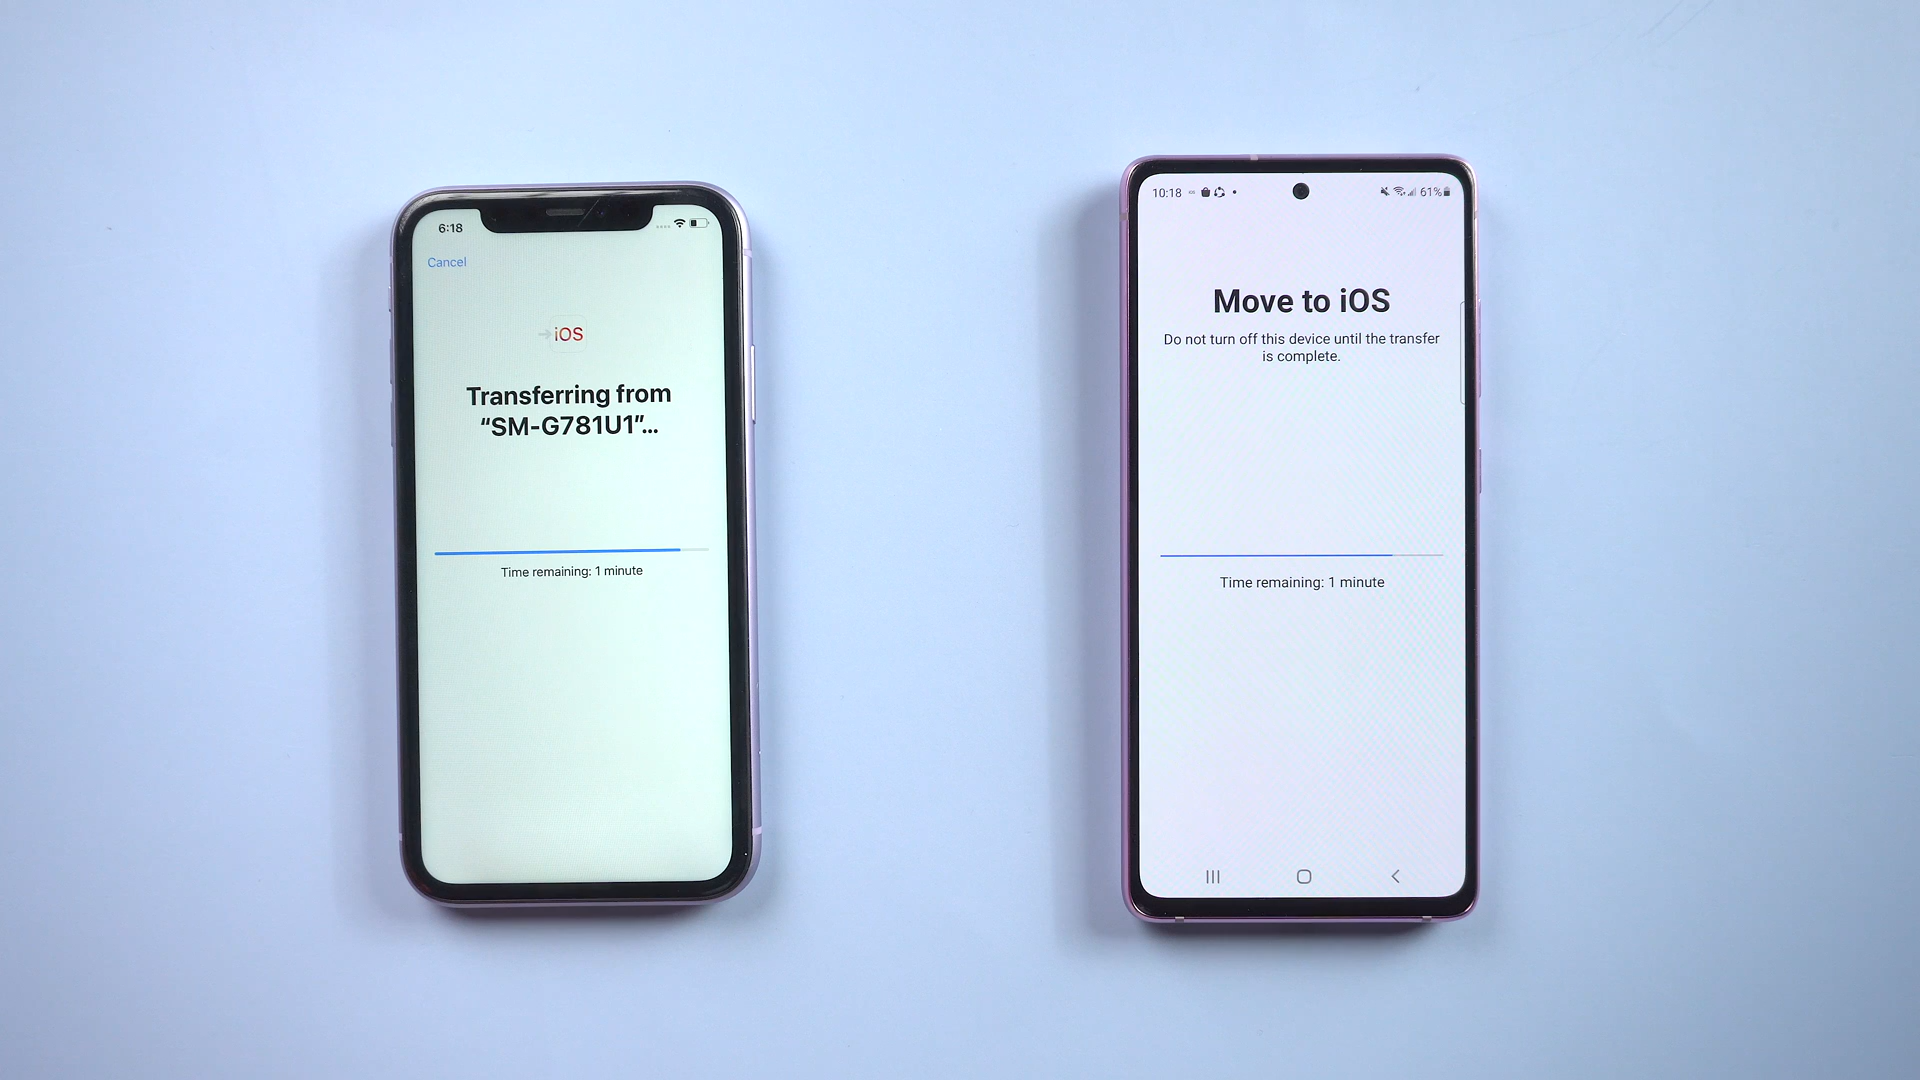 6:18
Cancel
iOS
Transferring from
“SM-G781U1”...
Time remaining: 1 minute
10:18
61%
Move to iOS
Do not turn off this device until the transfer
is complete.
Time remaining: 1 minute